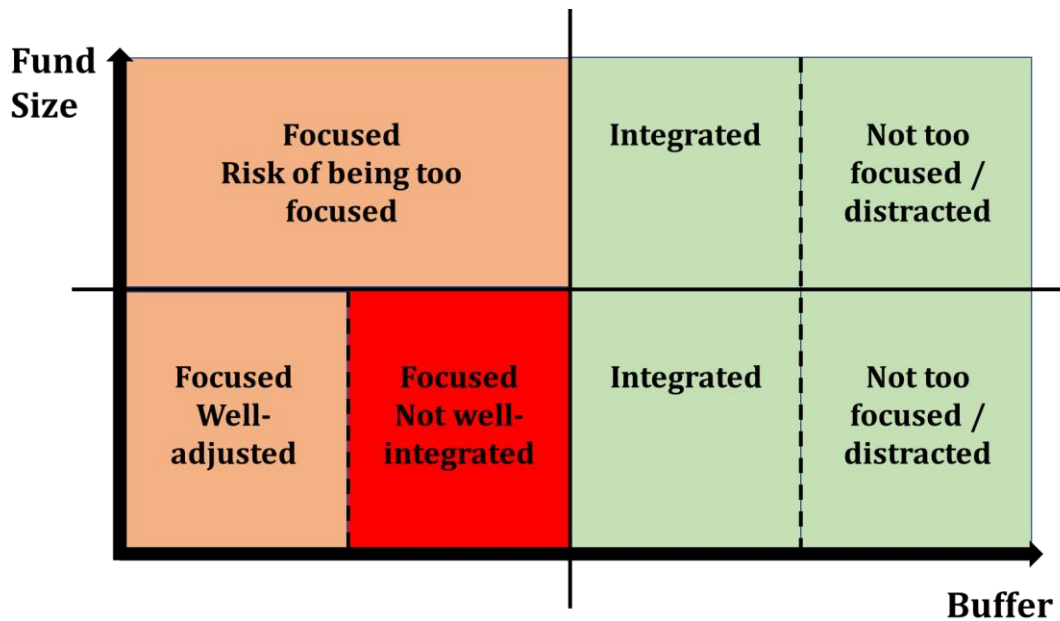 Fund
Size
Focused
Risk of being too
focused
Integrated
Not too
focused /
distracted
Focused
Well-
adjusted
Focused
Not well-
integrated
Integrated
Not too
focused /
distracted
Buffer